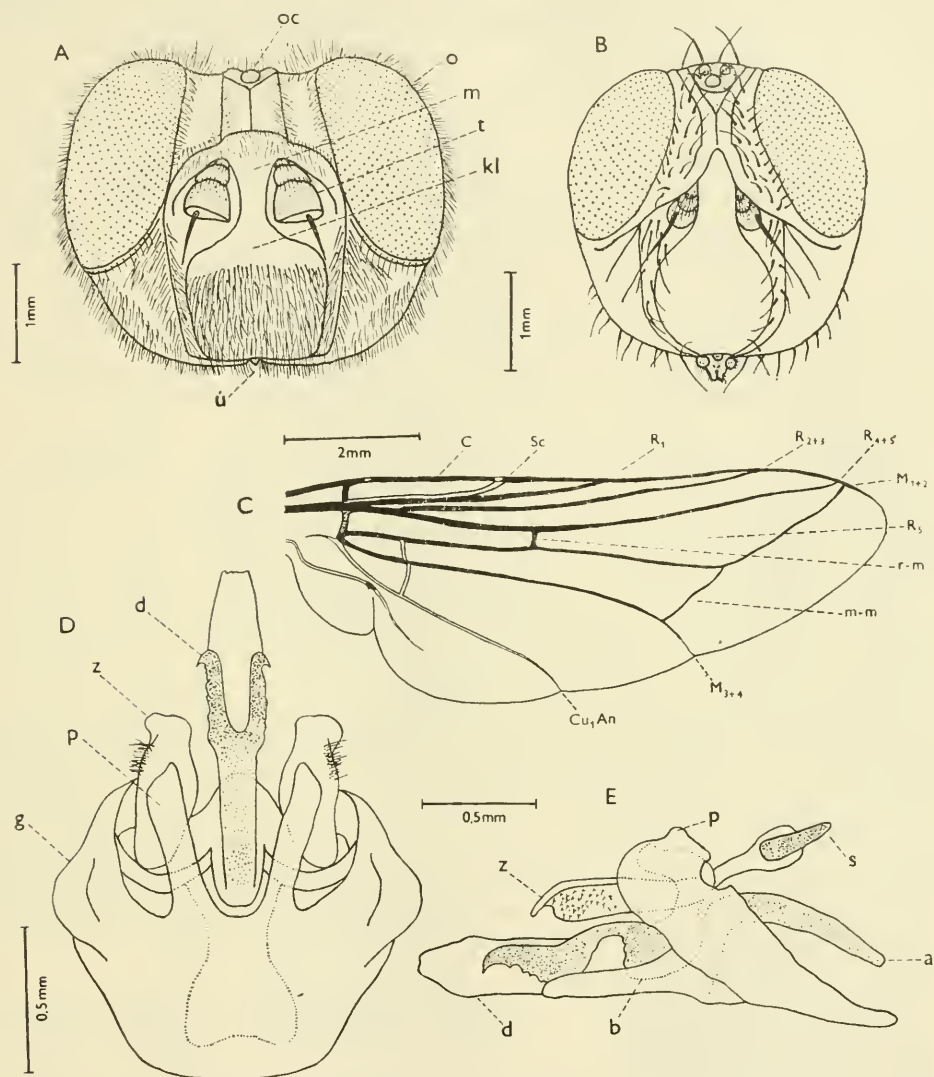 A
oc
o
m
t
kl
1mm
ú
B
1mm
2mm
C
Sc
R₁
R₂₊₃
R₄₊₅
M₁₊₂
C
R₅
r-m
m-m
M₃₊₄
Cu₁An
D
d
z
p
g
0,5mm
0,5mm
E
p
s
z
a
d
b